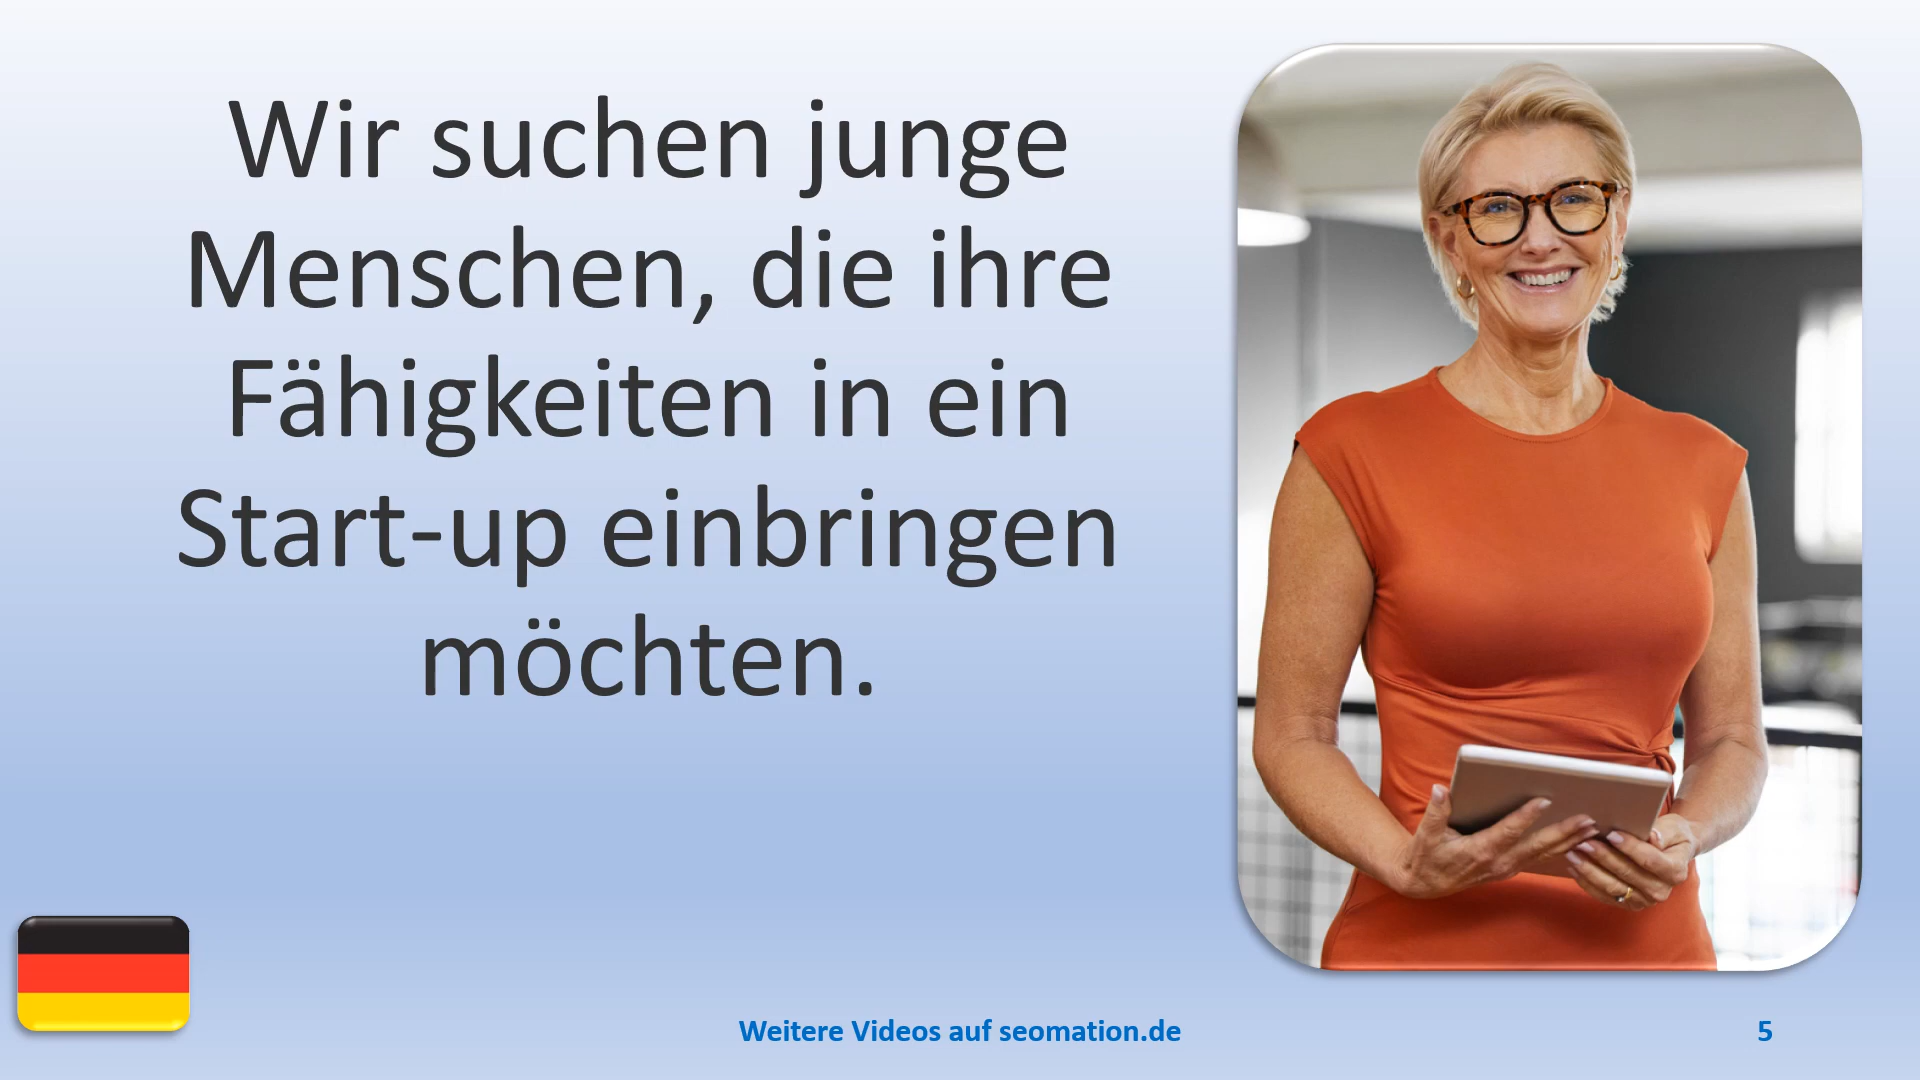 Wir suchen junge
Menschen, die ihre
Fähigkeiten in ein
Start-up einbringen
möchten.
Weitere Videos auf seomation.de
5